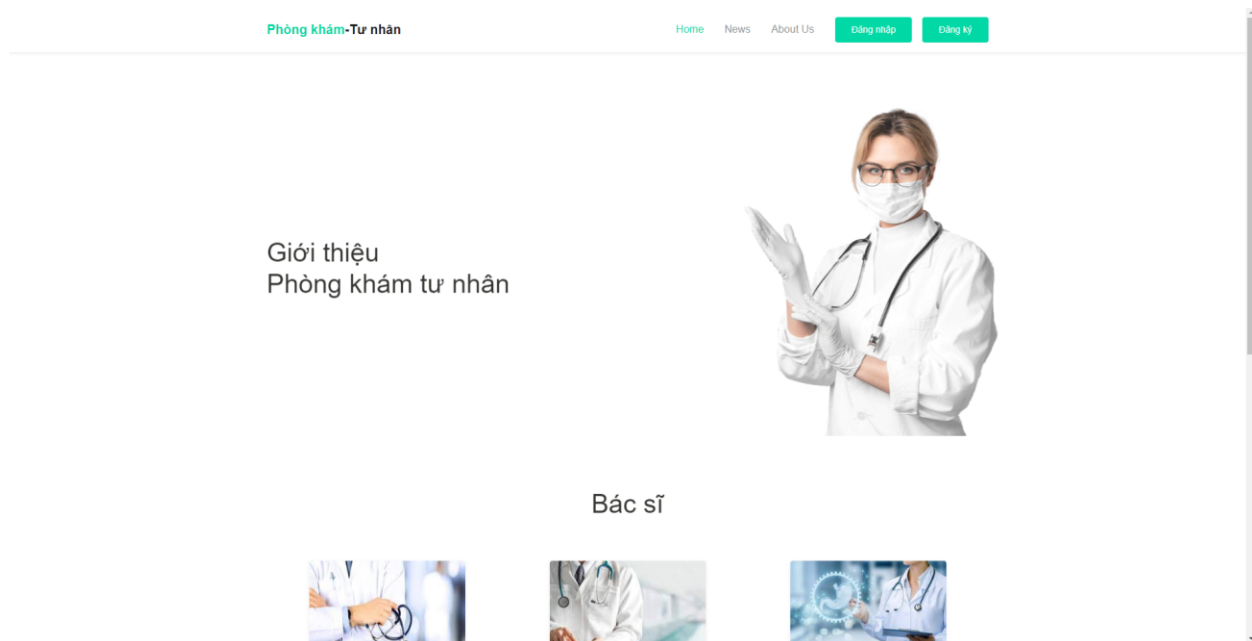 Phòng khám-Tư nhân
Home News About Us Đăng nhập Đăng ký
Giới thiệu
Phòng khám tư nhân
Bác sĩ